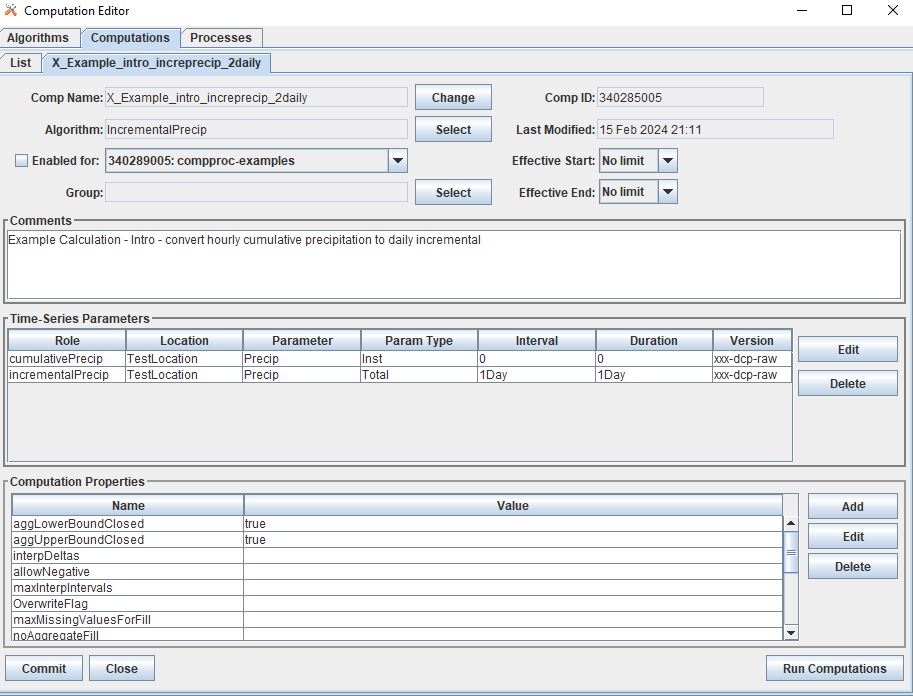 Computation Editor
Algorithms Computations Processes
List X_Example_intro_increprecip_2daily
Comp Name: X_Example_intro_increprecip_2daily Change Comp ID: 340285005
Algorithm: IncrementalPrecip Select Last Modified: 15 Feb 2024 21:11
Enabled for: 340289005: compproc-examples Effective Start: No limit
Group: Select Effective End: No limit
Comments
Example Calculation - Intro - convert hourly cumulative precipitation to daily incremental
Time-Series Parameters
Role Location Parameter Param Type Interval Duration Version
cumulativePrecip TestLocation Precip Inst 0 0 xxx-dcp-raw
incrementalPrecip TestLocation Precip Total 1Day 1Day xxx-dcp-raw
Edit
Delete
Computation Properties
Name Value
aggLowerBoundClosed true
aggUpperBoundClosed true
interpDeltas
allowNegative
maxInterpIntervals
OverwriteFlag
maxMissingValuesForFill
noAggregateFill
Add
Edit
Delete
Commit Close Run Computations